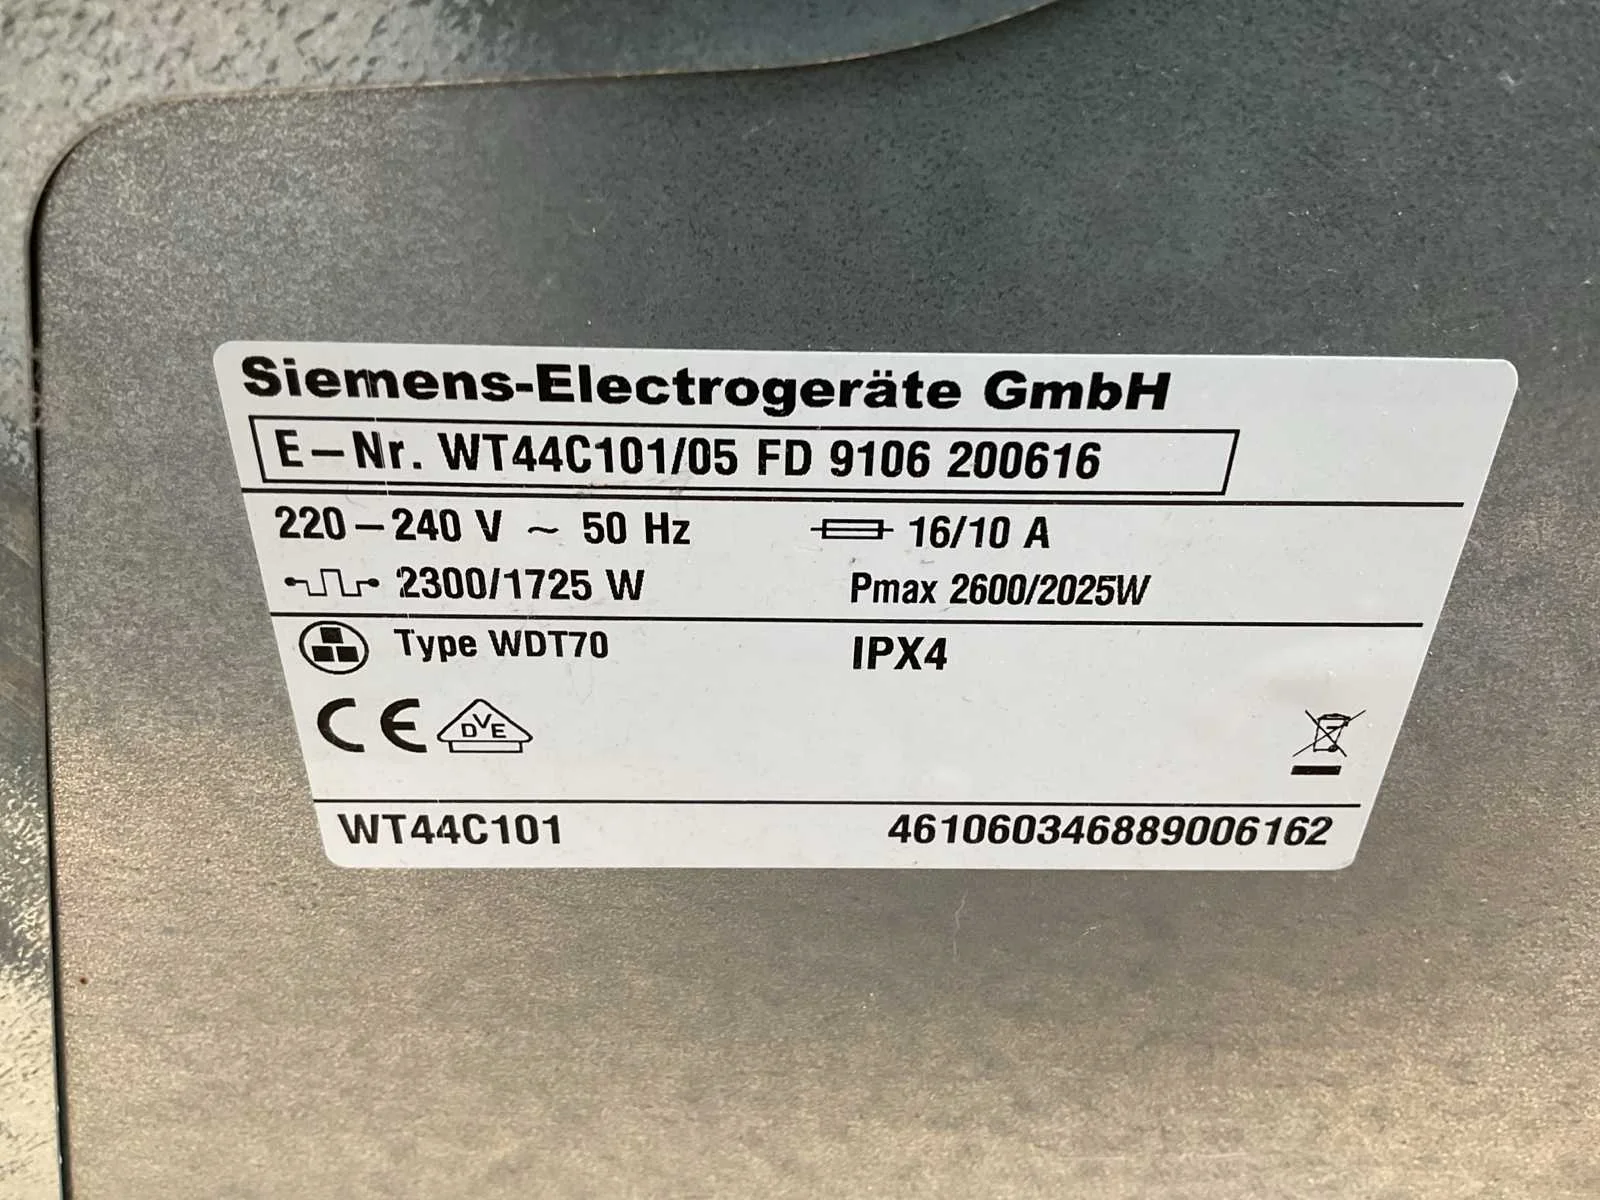 Siemens-Electrogeräte GmbH
E-Nr. WT44C101/05 FD 9106 200616
220-240 V ~ 50 Hz 16/10 A
2300/1725 W Pmax 2600/2025W
Type WDT70 IPX4
CE DVE
WT44C101 461060346889006162